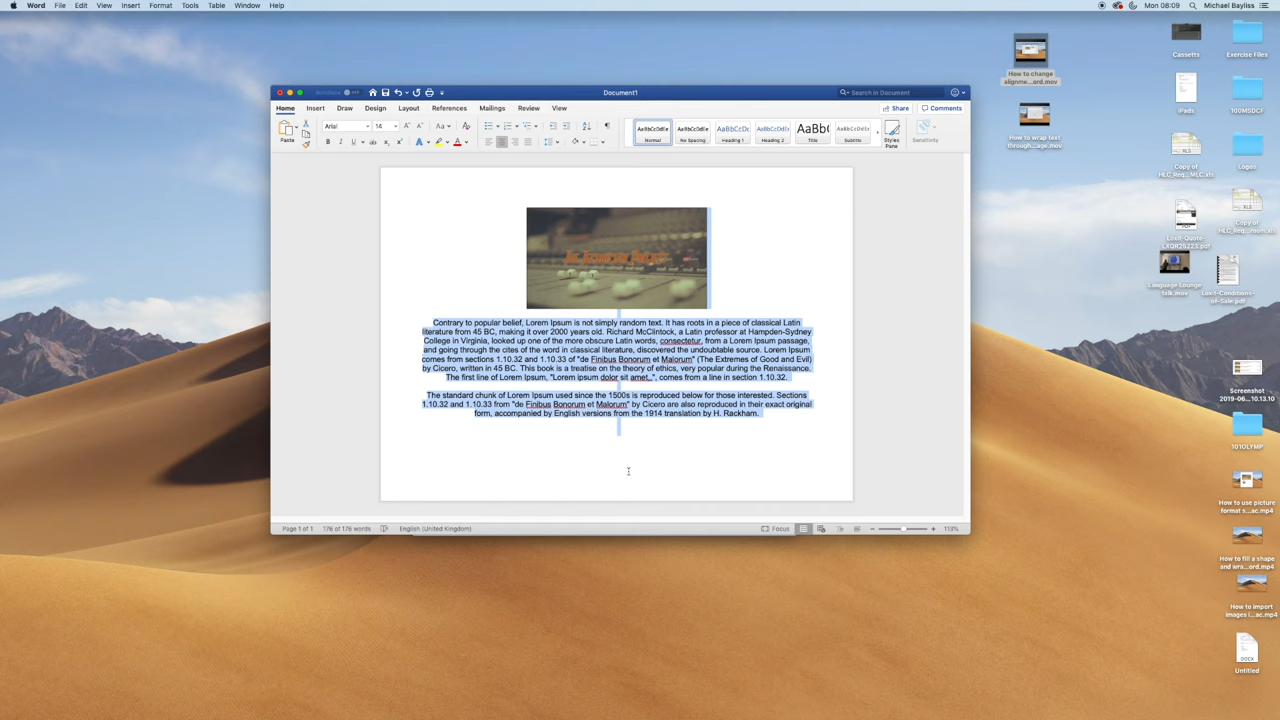 Word File Edit View Insert Format Tools Table Window Help
Mon 08:09 Michael Bayliss
Document1
Search in Document
Home Insert Draw Design Layout References Mailings Review View
Share Comments
Paste
Arial 14
AaBbCcDdEe AaBbCcDdEe AaBbCcDc AaBbCcDdEe AaBb( AaBbCcDdEe
Normal No Spacing Heading 1 Heading 2 Title Subtitle
Styles
Pane
Sensitivity
Contrary to popular belief, Lorem Ipsum is not simply random text. It has roots in a piece of classical Latin
literature from 45 BC, making it over 2000 years old. Richard McClintock, a Latin professor at Hampden-Sydney
College in Virginia, looked up one of the more obscure Latin words, consectetur, from a Lorem Ipsum passage,
and going through the cites of the word in classical literature, discovered the undoubtable source. Lorem Ipsum
comes from sections 1.10.32 and 1.10.33 of "de Finibus Bonorum et Malorum" (The Extremes of Good and Evil)
by Cicero, written in 45 BC. This book is a treatise on the theory of ethics, very popular during the Renaissance.
The first line of Lorem Ipsum, "Lorem ipsum dolor sit amet..", comes from a line in section 1.10.32.
The standard chunk of Lorem Ipsum used since the 1500s is reproduced below for those interested. Sections
1.10.32 and 1.10.33 from "de Finibus Bonorum et Malorum" by Cicero are also reproduced in their exact original
form, accompanied by English versions from the 1914 translation by H. Rackham.
Page 1 of 1 176 of 176 words English (United Kingdom)
Focus 113%
How to change
alignme...ord.mov
How to wrap text
through...age.mov
Cassetts
Exercise Files
iPads
100MSDCF
XLS
Copy of
HLC_Req... MLC.xls
Logos
PDF
Loxit-Quote-
LXQR25223.pdf
XLS
Copy of
HLC_Req...room.xls
Language Lounge
talk.mov
Loxit-Conditions-
of-Sale.pdf
Screenshot
2019-06...10.13.10
101OLYMP
How to use picture
format s...ac.mp4
How to fill a shape
and wra...ord.mp4
How to import
images i...ac.mp4
DOCX
Untitled